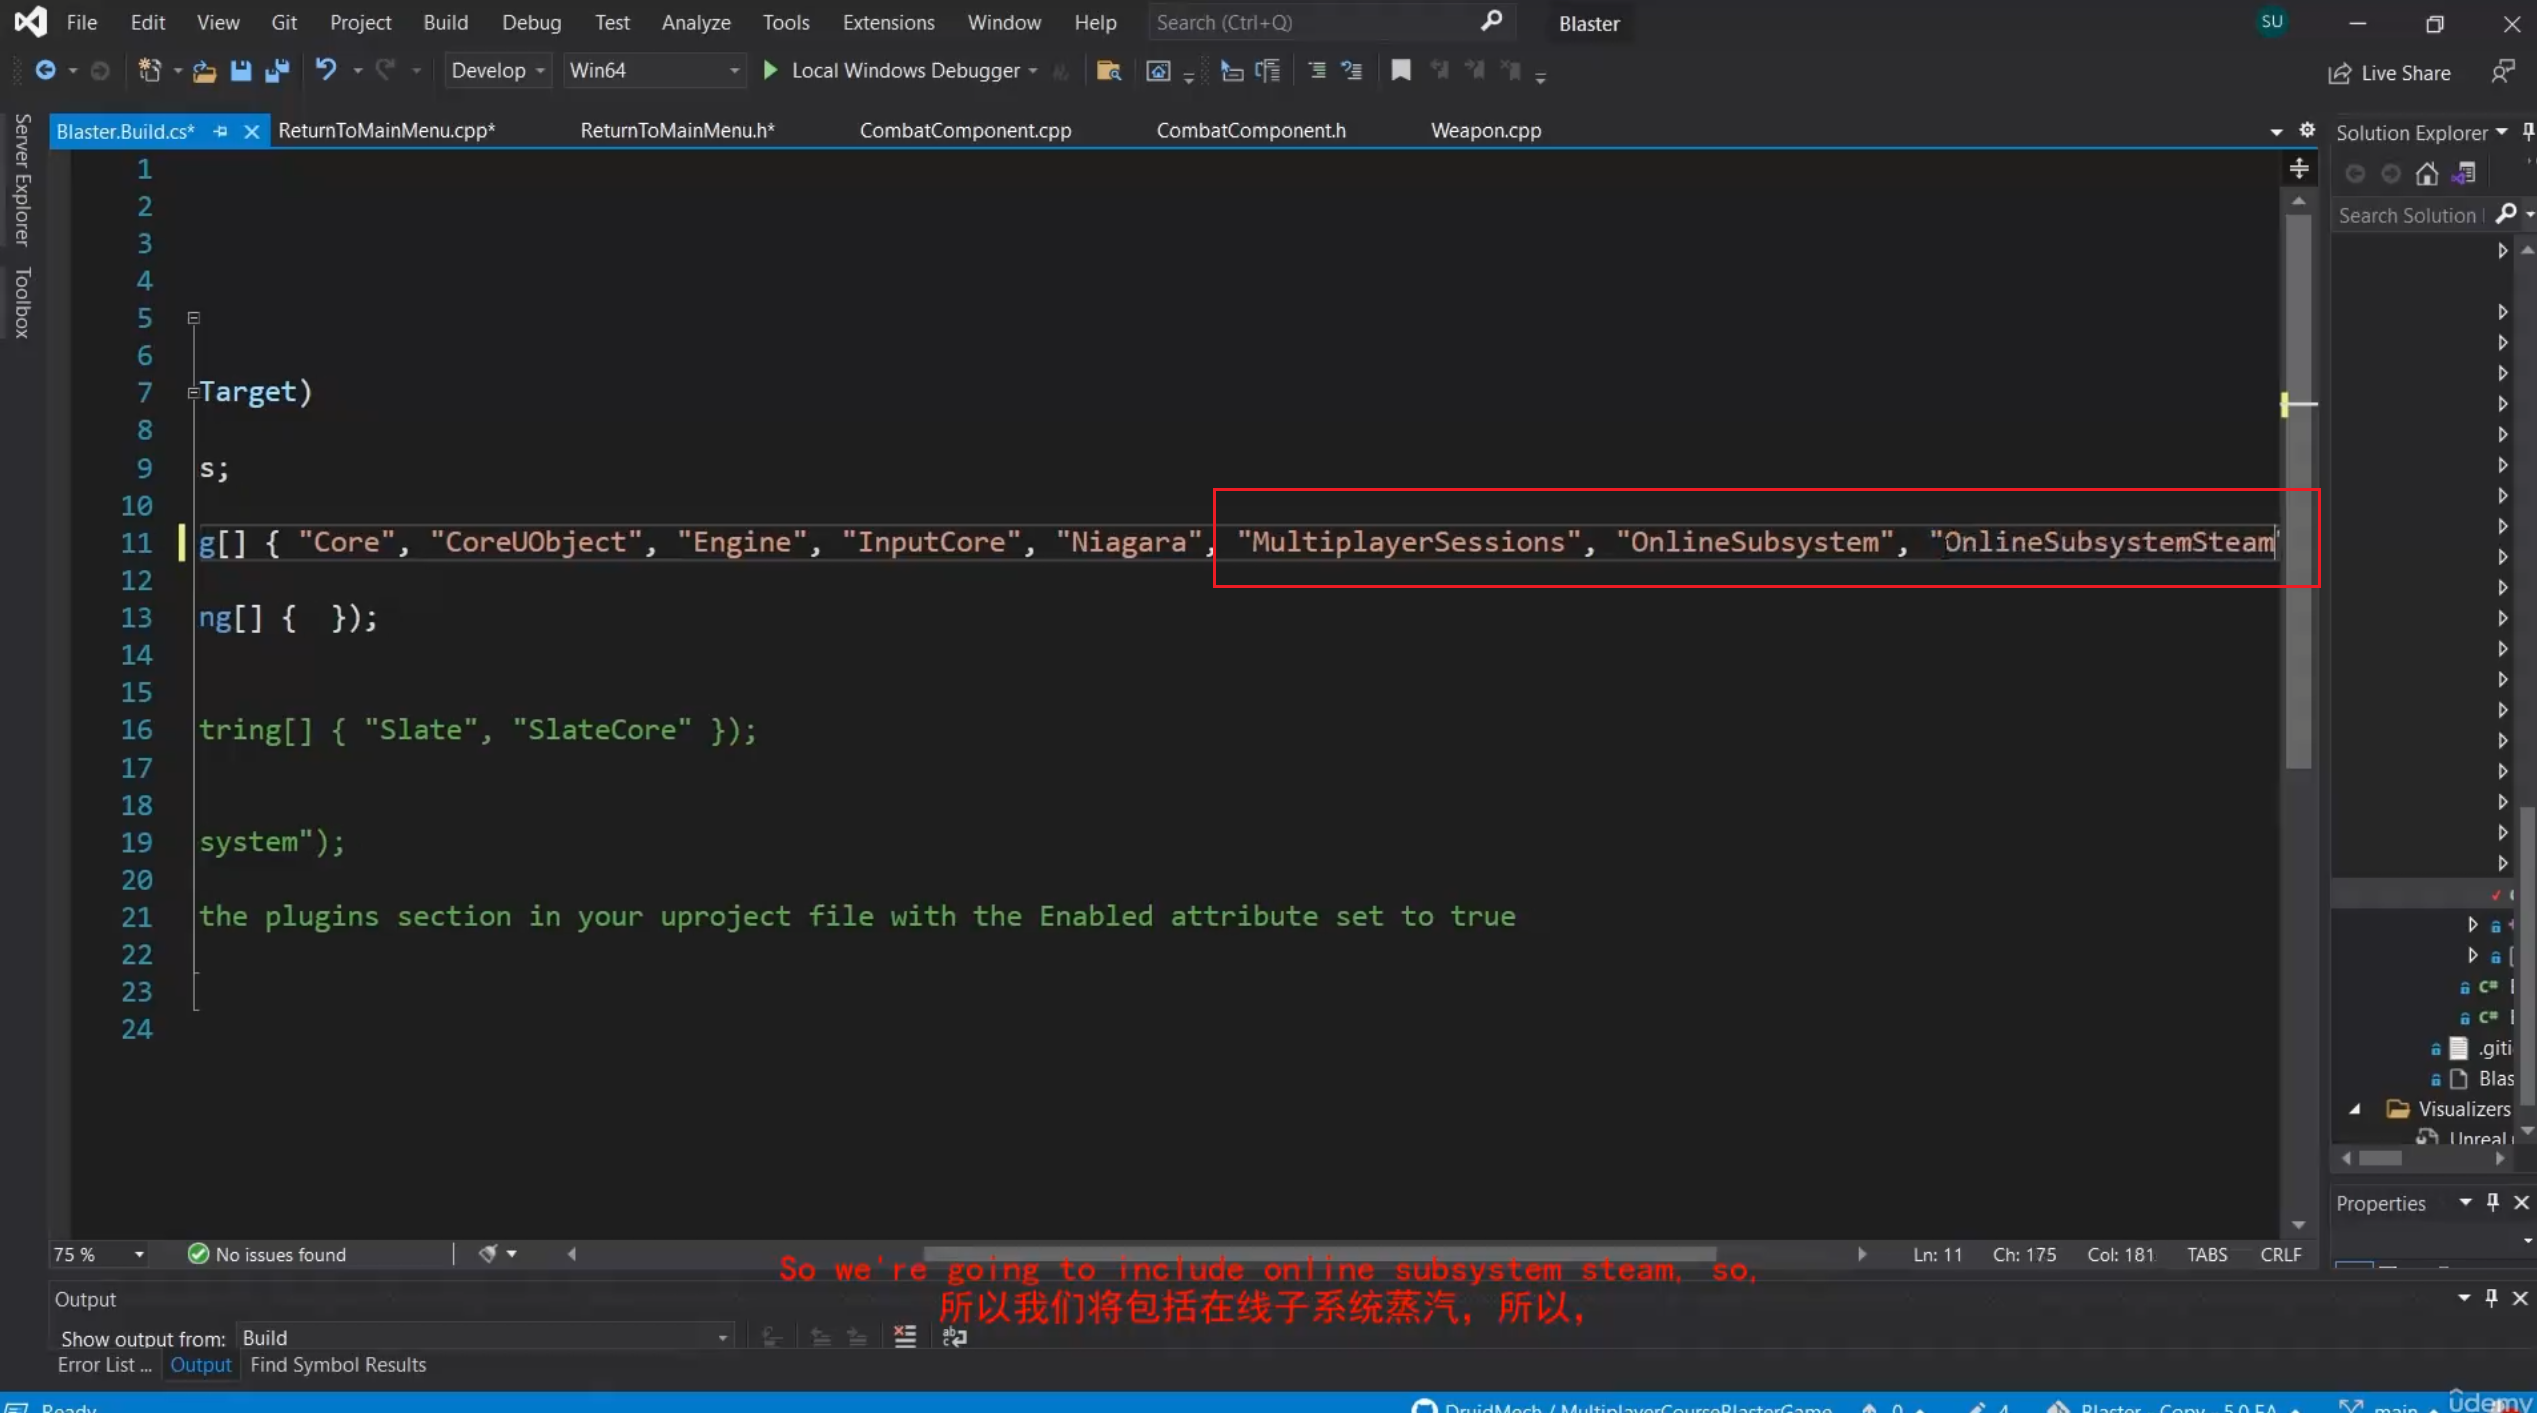 File Edit View Git Project Build Debug Test Analyze Tools Extensions Window Help Search (Ctrl+Q) Blaster SU
Develop Win64 Local Windows Debugger Live Share
Server Explorer
Toolbox
Blaster.Build.cs* ReturnToMainMenu.cpp* ReturnToMainMenu.h* CombatComponent.cpp CombatComponent.h Weapon.cpp
Solution Explorer
Search Solution
1
2
3
4
5
6
7 Target)
8
9 s;
10
11 g[] { "Core", "CoreUObject", "Engine", "InputCore", "Niagara", "MultiplayerSessions", "OnlineSubsystem", "OnlineSubsystemSteam
12
13 ng[] { });
14
15
16 tring[] { "Slate", "SlateCore" });
17
18
19 system");
20
21 the plugins section in your uproject file with the Enabled attribute set to true
22
23
24
C#
C#
.giti
Blas
Visualizers
Unreal
Properties
75 % No issues found Ln: 11 Ch: 175 Col: 181 TABS CRLF
So we're going to include online subsystem steam, so,
所以我们将包括在线子系统蒸汽，所以，
Output
Show output from: Build
Error List ... Output Find Symbol Results
Ready DruidMech / MultiplayerCourseBlasterGame 0 4 Blaster - Copy - 5.0 EA main
ûdemy